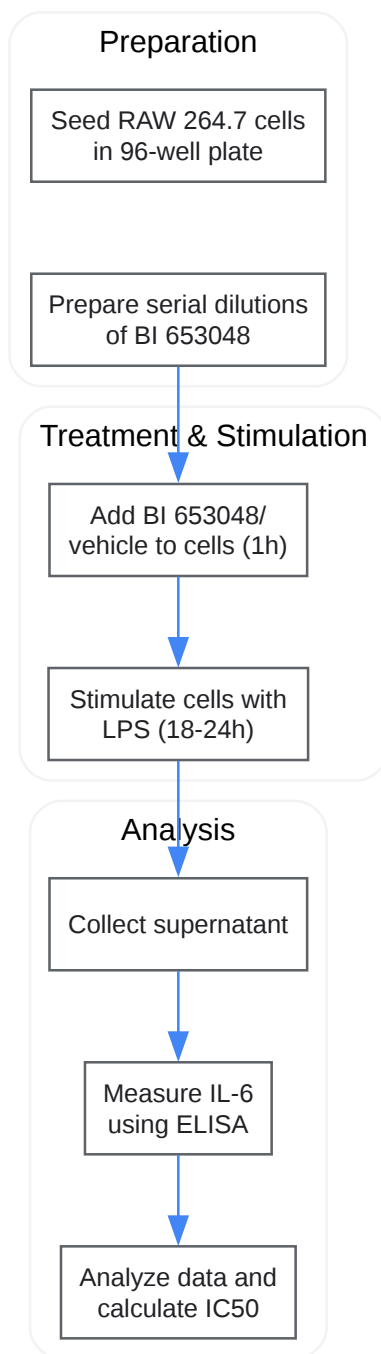 Preparation
Seed RAW 264.7 cells
in 96-well plate
Prepare serial dilutions
of BI 653048
Treatment & Stimulation
Add BI 653048/
vehicle to cells (1h)
Stimulate cells with
LPS (18-24h)
Analysis
Collect supernatant
Measure IL-6
using ELISA
Analyze data and
calculate IC50